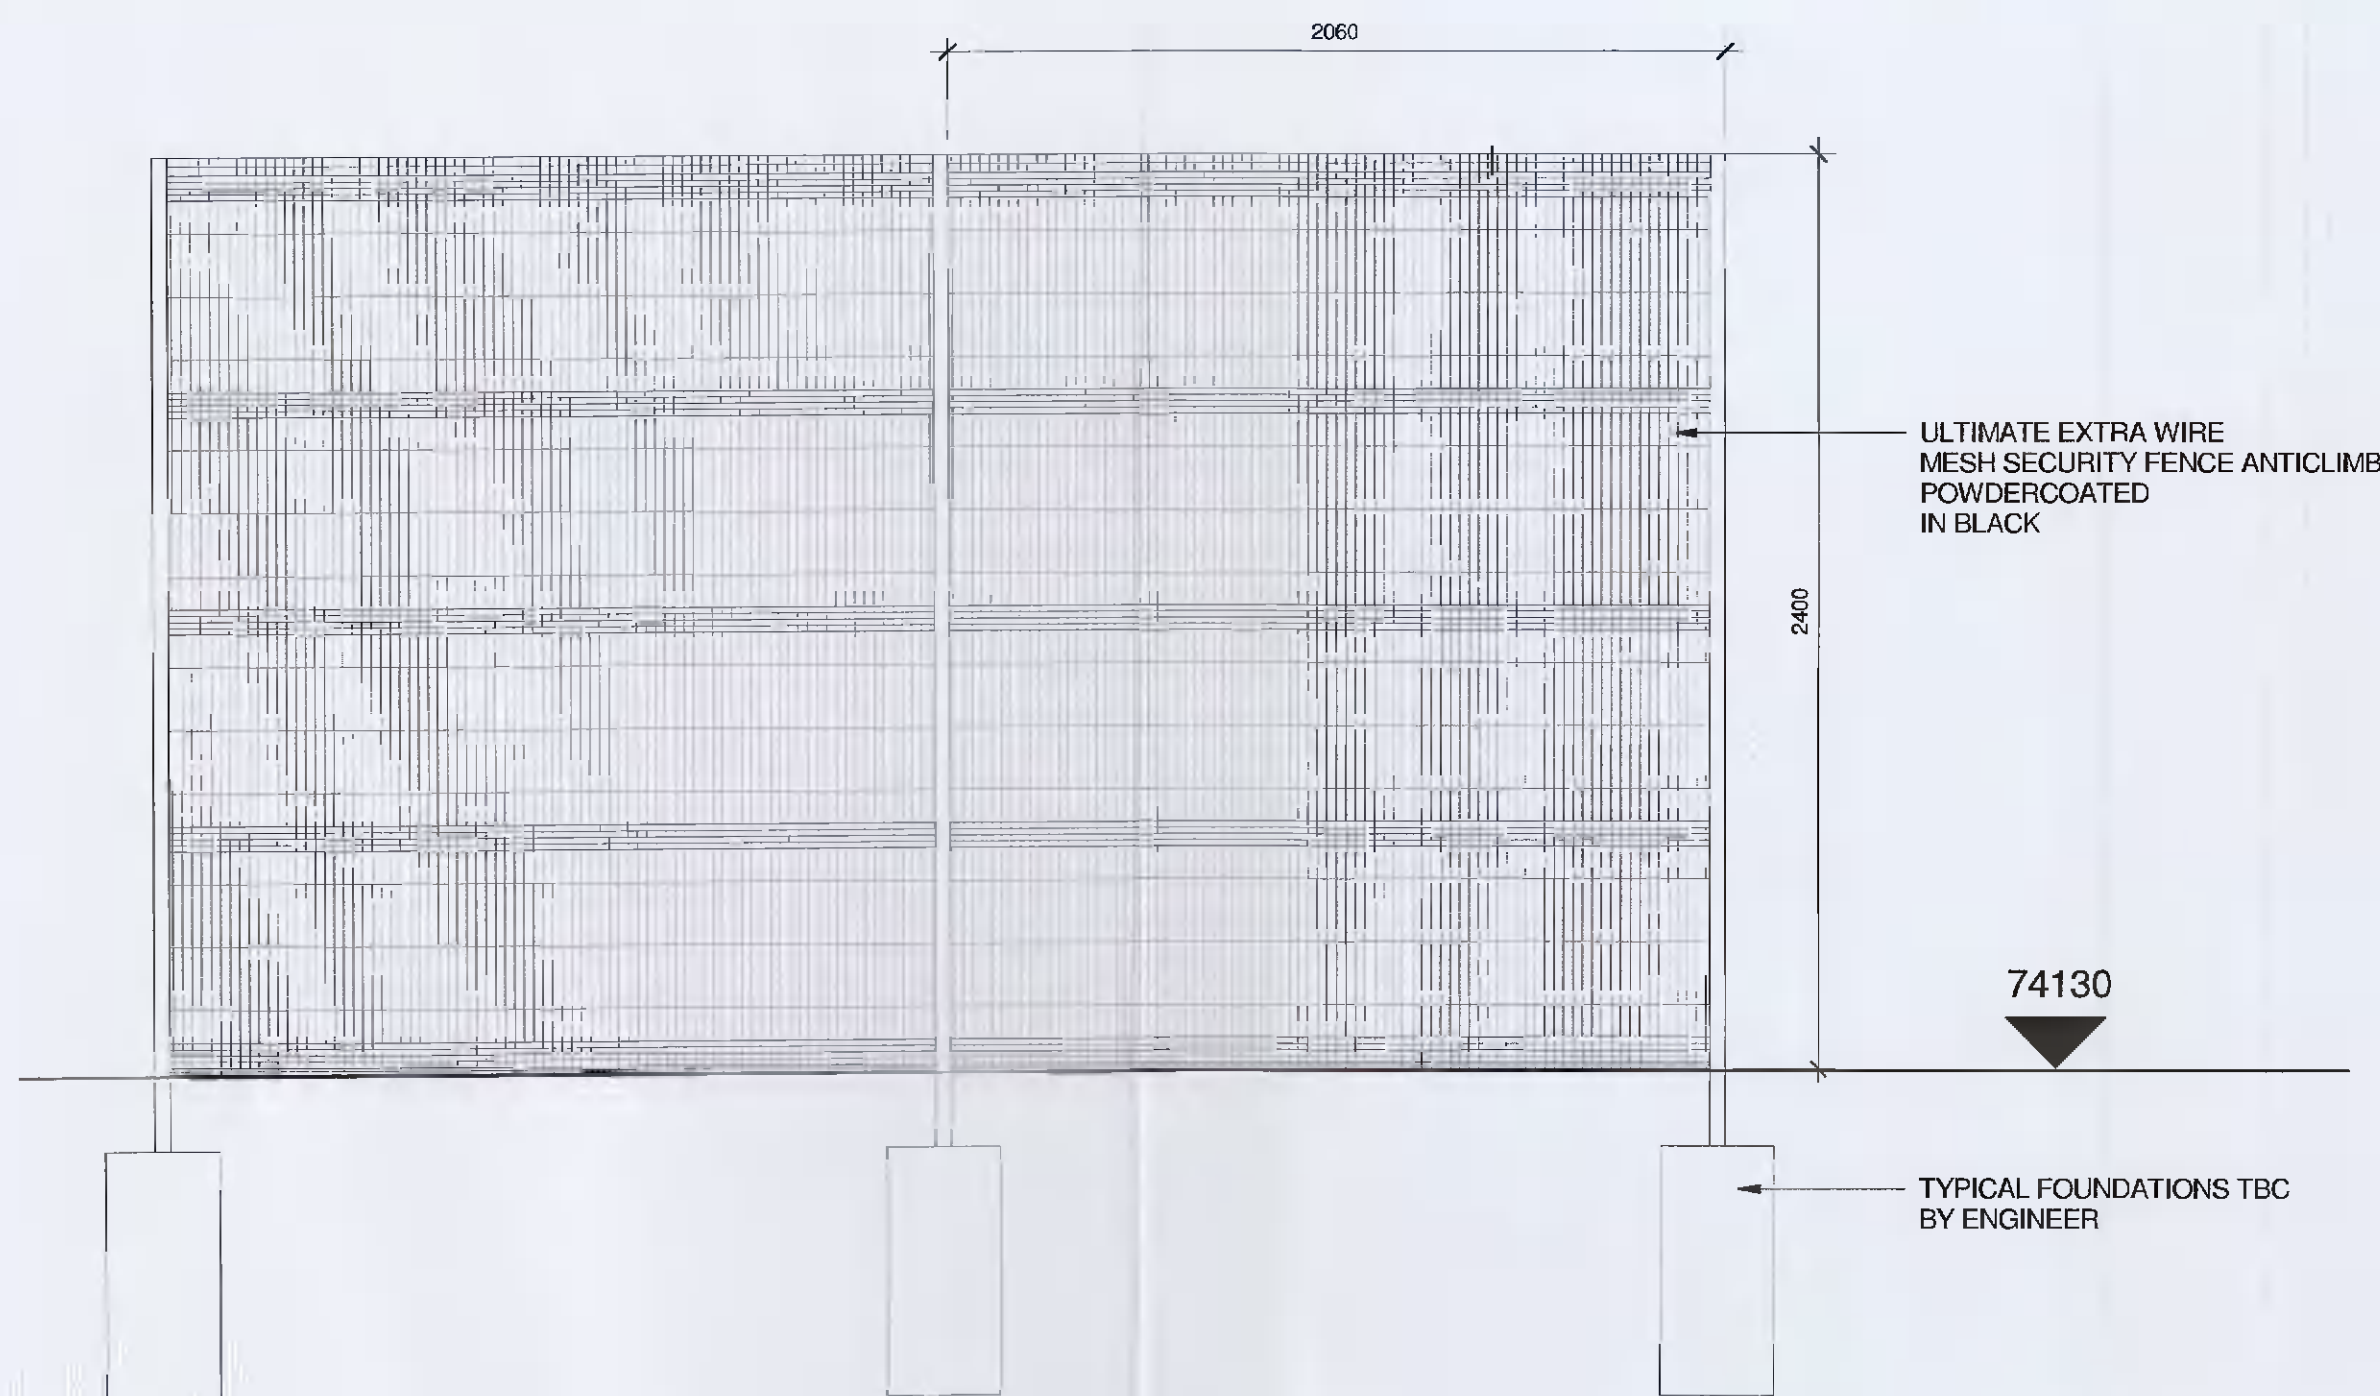 2060
ULTIMATE EXTRA WIRE
MESH SECURITY FENCE ANTICLIMB
POWDERCOATED
IN BLACK
2400
74130
TYPICAL FOUNDATIONS TBC
BY ENGINEER